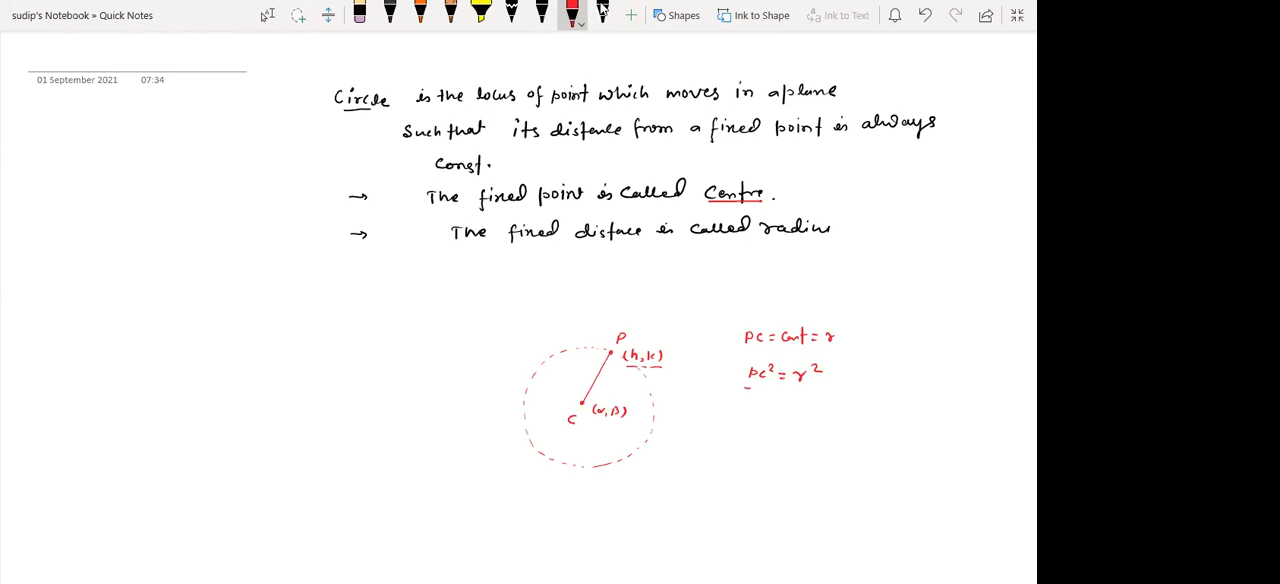 sudip's Notebook » Quick Notes
Shapes
Ink to Shape
Ink to Text
01 September 2021 07:34
Circle is the locus of point which moves in a plane
Such that its distance from a fixed point is always
Const.
→ The fixed point is called Centre.
→ The fixed distace is called radius
P
(h,k)
C (α,β)
PC = Const = r
PC² = r²